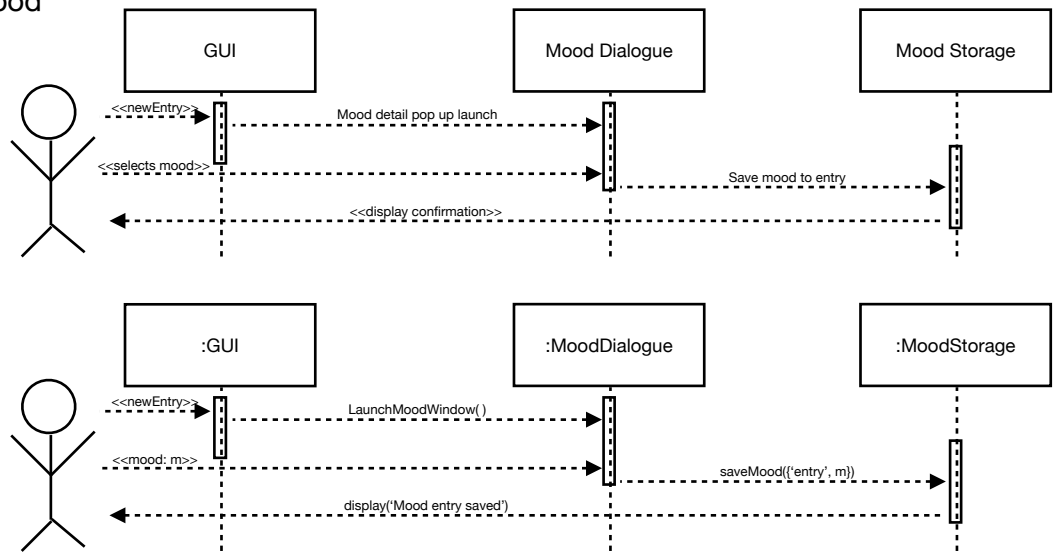 GUI
Mood Dialogue
Mood Storage
<<newEntry>>
Mood detail pop up launch
<<selects mood>>
Save mood to entry
<<display confirmation>>
:GUI
:MoodDialogue
:MoodStorage
<<newEntry>>
LaunchMoodWindow( )
<<mood: m>>
saveMood({‘entry’, m})
display(‘Mood entry saved’)